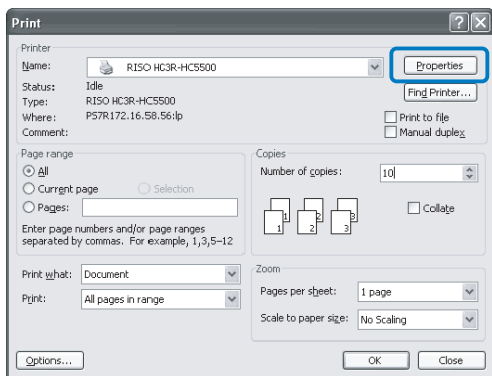 Print
Printer
Name: RISO HC3R-HC5500 Properties
Status: Idle Find Printer...
Type: RISO HC3R-HC5500
Where: PS7R172.16.58.56:lp Print to file
Comment: Manual duplex
Page range
All
Current page Selection
Pages:
Enter page numbers and/or page ranges
separated by commas. For example, 1,3,5–12
Copies
Number of copies: 10
1 1 2 2 3 3
Collate
Print what: Document
Print: All pages in range
Zoom
Pages per sheet: 1 page
Scale to paper size: No Scaling
Options... OK Close